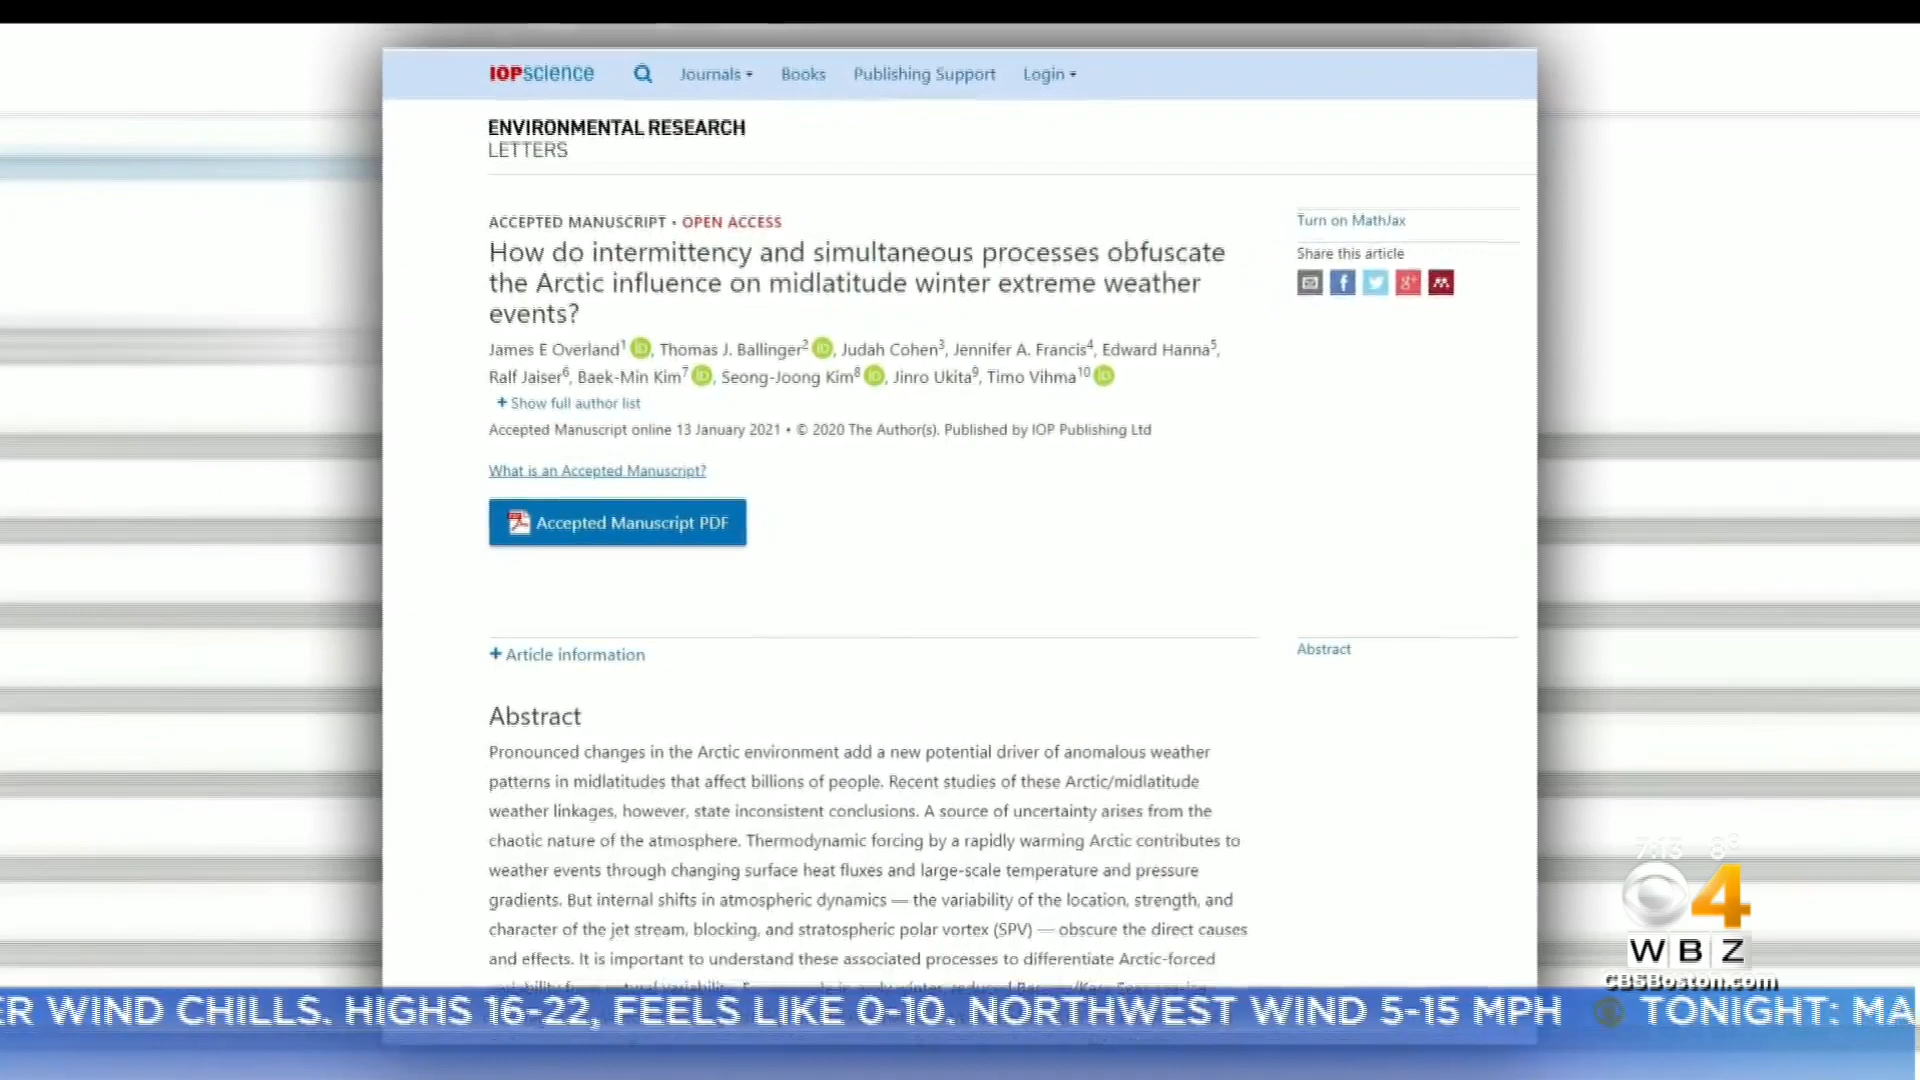 IOPscience Journals Books Publishing Support Login
ENVIRONMENTAL RESEARCH
LETTERS
ACCEPTED MANUSCRIPT • OPEN ACCESS
How do intermittency and simultaneous processes obfuscate
the Arctic influence on midlatitude winter extreme weather
events?
James E Overland1 iD, Thomas J. Ballinger2 iD, Judah Cohen3, Jennifer A. Francis4, Edward Hanna5,
Ralf Jaiser6, Baek-Min Kim7 iD, Seong-Joong Kim8 iD, Jinro Ukita9, Timo Vihma10 iD
+ Show full author list
Accepted Manuscript online 13 January 2021 • © 2020 The Author(s). Published by IOP Publishing Ltd
What is an Accepted Manuscript?
Accepted Manuscript PDF
Turn on MathJax
Share this article
+ Article information
Abstract
Abstract
Pronounced changes in the Arctic environment add a new potential driver of anomalous weather
patterns in midlatitudes that affect billions of people. Recent studies of these Arctic/midlatitude
weather linkages, however, state inconsistent conclusions. A source of uncertainty arises from the
chaotic nature of the atmosphere. Thermodynamic forcing by a rapidly warming Arctic contributes to
weather events through changing surface heat fluxes and large-scale temperature and pressure
gradients. But internal shifts in atmospheric dynamics — the variability of the location, strength, and
character of the jet stream, blocking, and stratospheric polar vortex (SPV) — obscure the direct causes
and effects. It is important to understand these associated processes to differentiate Arctic-forced
7:13 8°
4
WBZ
CBSBoston.com
ER WIND CHILLS. HIGHS 16-22, FEELS LIKE 0-10. NORTHWEST WIND 5-15 MPH TONIGHT: MA